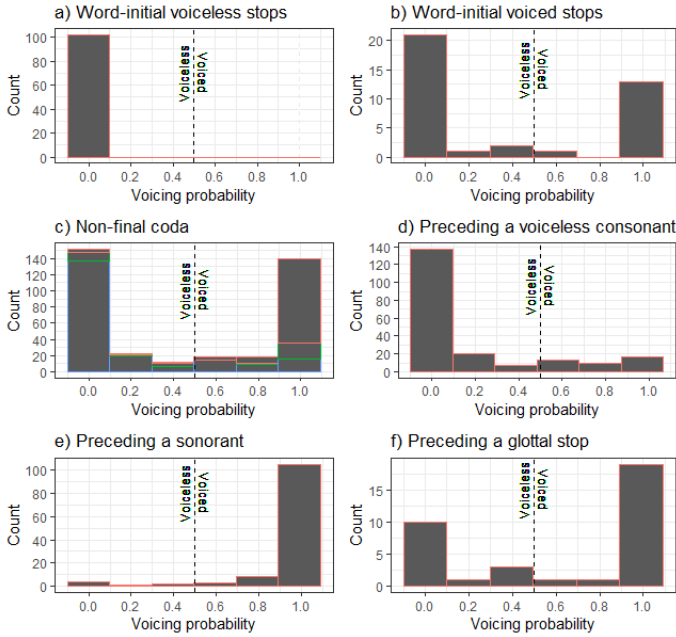 a) Word-initial voiceless stops
Count
100
80
60
40
20
0
Voiceless
Voiced
0.0 0.2 0.4 0.6 0.8 1.0
Voicing probability
b) Word-initial voiced stops
Count
20
15
10
5
0
Voiceless
Voiced
0.0 0.2 0.4 0.6 0.8 1.0
Voicing probability
c) Non-final coda
Count
140
120
100
80
60
40
20
0
Voiceless
Voiced
0.0 0.2 0.4 0.6 0.8 1.0
Voicing probability
d) Preceding a voiceless consonant
Count
140
120
100
80
60
40
20
0
Voiceless
Voiced
0.0 0.2 0.4 0.6 0.8 1.0
Voicing probability
e) Preceding a sonorant
Count
100
80
60
40
20
0
Voiceless
Voiced
0.0 0.2 0.4 0.6 0.8 1.0
Voicing probability
f) Preceding a glottal stop
Count
15
10
5
0
Voiceless
Voiced
0.0 0.2 0.4 0.6 0.8 1.0
Voicing probability